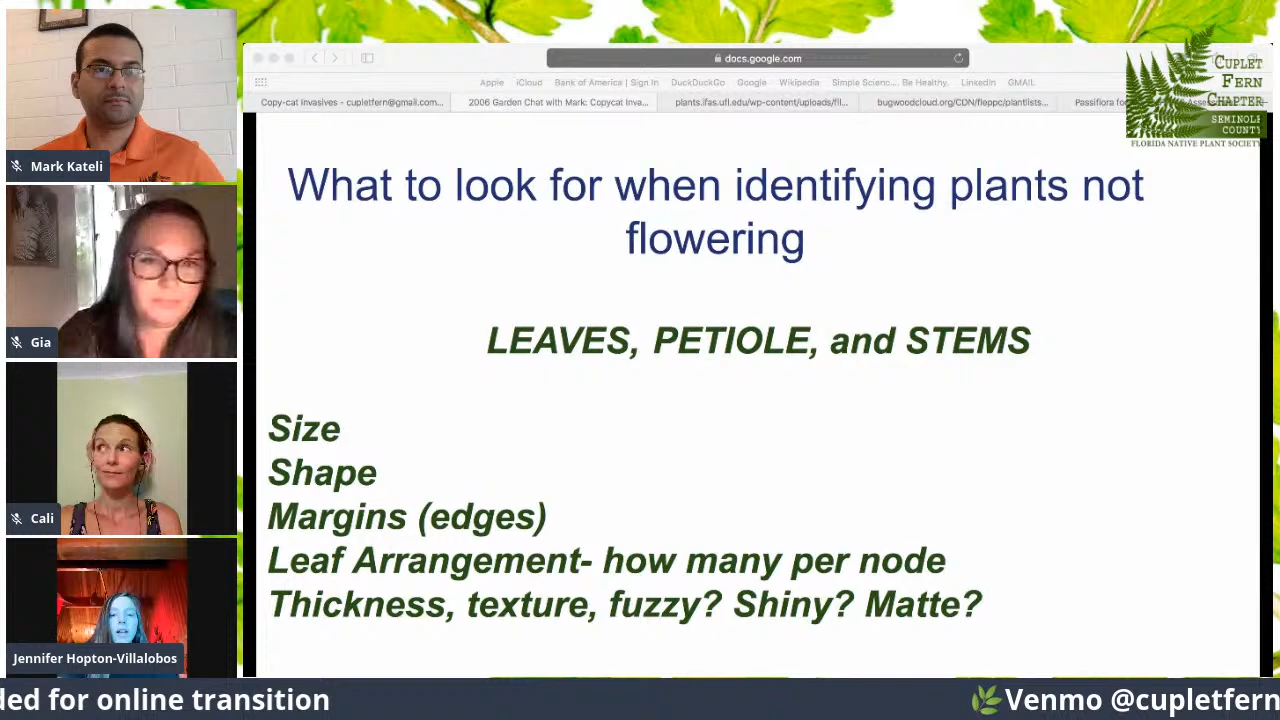 Mark Kateli
Gia
Cali
Jennifer Hopton-Villalobos
docs.google.com
Apple iCloud Bank of America | Sign In DuckDuckGo Google Wikipedia Simple Scienc... Be Healthy. LinkedIn GMAIL
Copy-cat Invasives - cupletfern@gmail.com... 2006 Garden Chat with Mark: Copycat Inva... plants.ifas.ufl.edu/wp-content/uploads/fil... bugwoodcloud.org/CDN/fleppc/plantlists... Passiflora fo
CUPLET
FERN
CHAPTER
SEMINOLE
COUNTY
FLORIDA NATIVE PLANT SOCIETY
What to look for when identifying plants not
flowering
LEAVES, PETIOLE, and STEMS
Size
Shape
Margins (edges)
Leaf Arrangement- how many per node
Thickness, texture, fuzzy? Shiny? Matte?
ded for online transition
Venmo @cupletfern